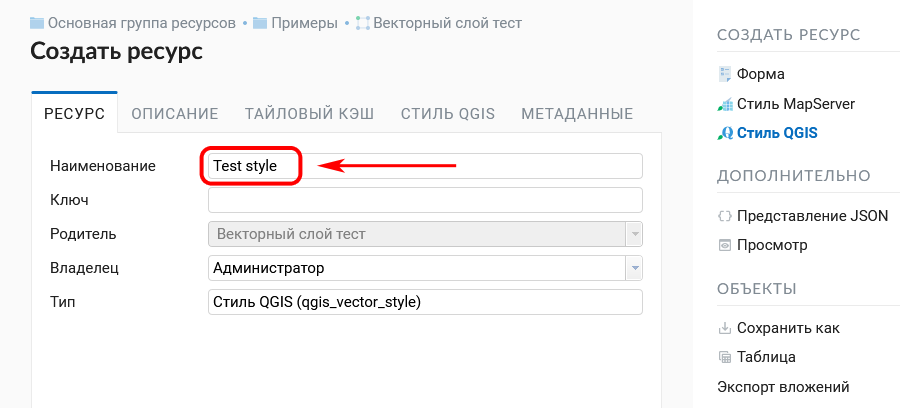 Основная группа ресурсов • Примеры • Векторный слой тест
Создать ресурс
РЕСУРС ОПИСАНИЕ ТАЙЛОВЫЙ КЭШ СТИЛЬ QGIS МЕТАДАННЫЕ
Наименование Test style
Ключ
Родитель Векторный слой тест
Владелец Администратор
Тип Стиль QGIS (qgis_vector_style)
СОЗДАТЬ РЕСУРС
Форма
Стиль MapServer
Стиль QGIS
ДОПОЛНИТЕЛЬНО
Представление JSON
Просмотр
ОБЪЕКТЫ
Сохранить как
Таблица
Экспорт вложений